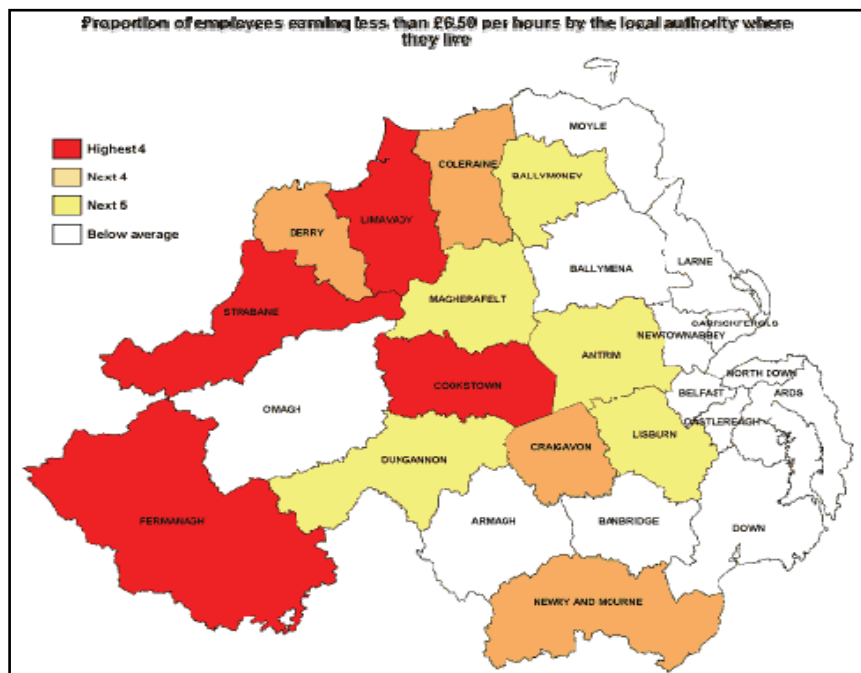 Proportion of employees earning less than £6.50 per hours by the local authority where
they live
Highest 4
Next 4
Next 5
Below average
MOYLE
COLERAINE
BALLYMONEY
LIMAVADY
DERRY
LARNE
BALLYMENA
MAGHERAFELT
STRABANE
CARRICKFERGUS
NEWTOWNABBEY
ANTRIM
NORTH DOWN
COOKSTOWN
BELFAST
ARDS
OMAGH
CASTLEREAGH
LISBURN
CRAIGAVON
DUNGANNON
FERMANAGH
ARMAGH
BANBRIDGE
DOWN
NEWRY AND MOURNE